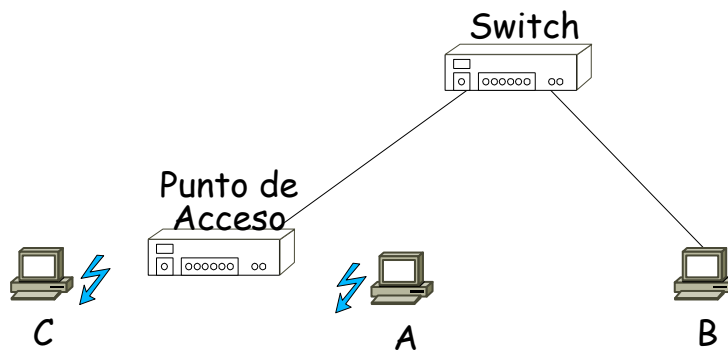 Switch
Punto de
Acceso
C
A
B